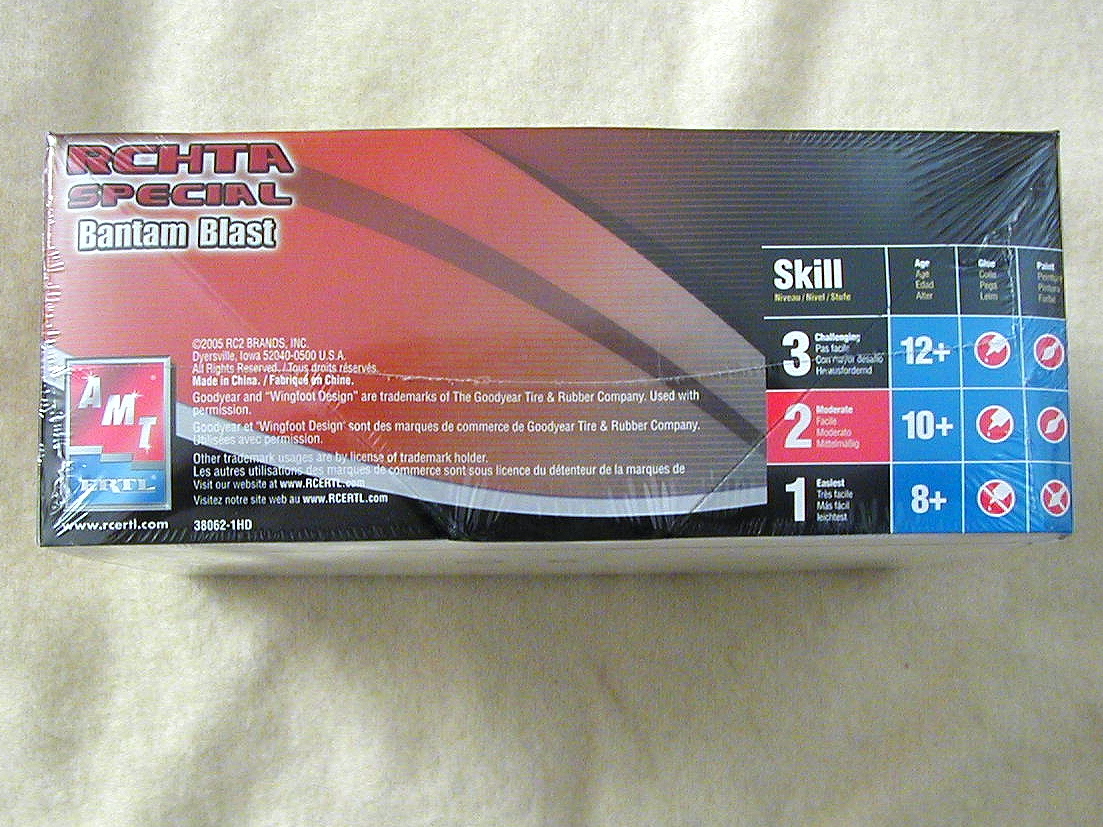 RCHTA
SPECIAL
Bantam Blast
©2005 RC2 BRANDS, INC.
Dyersville, Iowa 52040-0500 U.S.A.
All Rights Reserved. / Tous droits réservés.
Made in China. / Fabriqué en Chine.
Goodyear and "Wingfoot Design" are trademarks of The Goodyear Tire & Rubber Company. Used with
permission.
Goodyear et "Wingfoot Design" sont des marques de commerce de Goodyear Tire & Rubber Company.
Utilisées avec permission.
Other trademark usages are by license of trademark holder.
Les autres utilisations des marques de commerce sont sous licence du détenteur de la marques de
Visit our website at www.RCERTL.com
Visitez notre site web au www.RCERTL.com
38062-1HD
AMT
ERTL
www.rcertl.com
Skill
Niveau / Nivel / Stufe
Age
Age
Edad
Alter
Glue
Colle
Pega
Leim
Paint
Peinture
Pintura
Farbe
3
Challenging
Pas facile
Con mayor desafio
Herausfordernd
12+
2
Moderate
Facile
Moderato
Mittelmäßig
10+
1
Easiest
Très facile
Más fácil
leichtest
8+